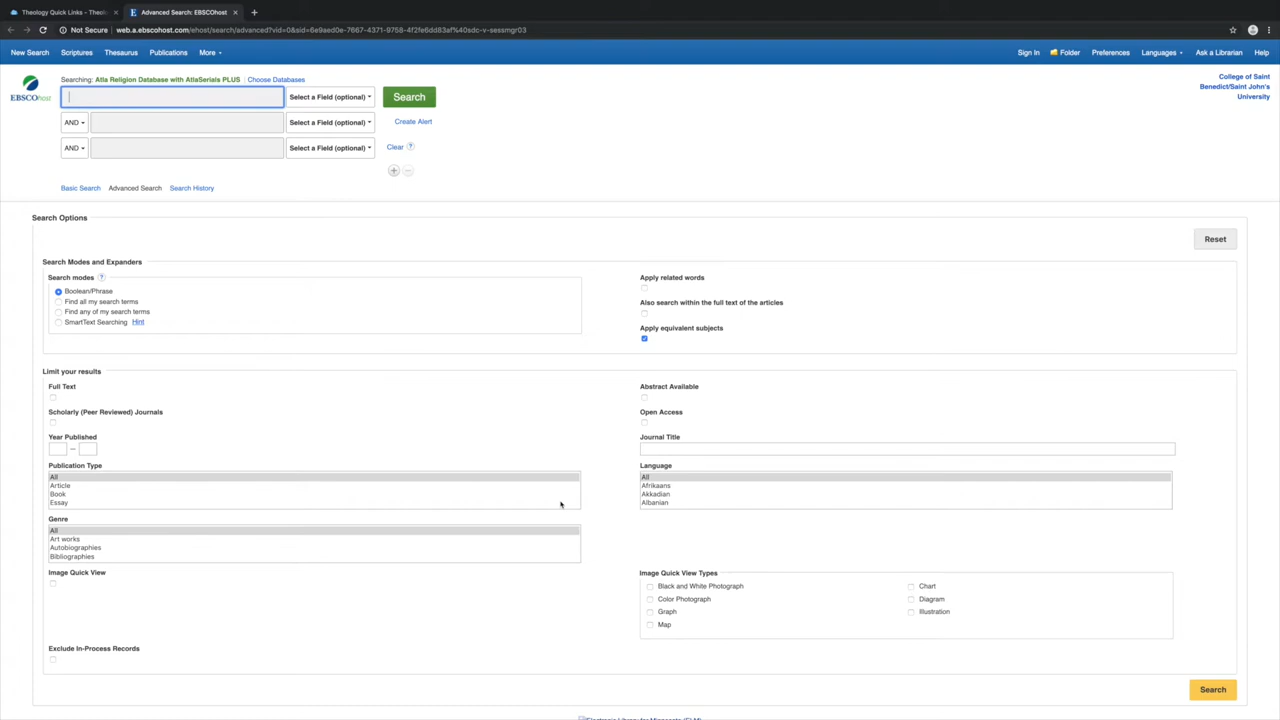 Theology Quick Links - Theol
Advanced Search: EBSCOhost
Not Secure web.a.ebscohost.com/ehost/search/advanced?vid=0&sid=6e9aed0e-7667-4371-9758-4f2fe6dd83af%40sdc-v-sessmgr03
New Search Scriptures Thesaurus Publications More
Sign In Folder Preferences Languages Ask a Librarian Help
EBSCOhost
Searching: Atla Religion Database with AtlaSerials PLUS Choose Databases
College of Saint
Benedict/Saint John's
University
Select a Field (optional) Search
AND Select a Field (optional) Create Alert
AND Select a Field (optional) Clear ?
Basic Search Advanced Search Search History
Search Options
Reset
Search Modes and Expanders
Search modes ?
Boolean/Phrase
Find all my search terms
Find any of my search terms
SmartText Searching Hint
Apply related words
Also search within the full text of the articles
Apply equivalent subjects
Limit your results
Full Text
Scholarly (Peer Reviewed) Journals
Year Published
–
Publication Type
All
Article
Book
Essay
Genre
All
Art works
Autobiographies
Bibliographies
Image Quick View
Exclude In-Process Records
Abstract Available
Open Access
Journal Title
Language
All
Afrikaans
Akkadian
Albanian
Image Quick View Types
Black and White Photograph
Color Photograph
Graph
Map
Chart
Diagram
Illustration
Search